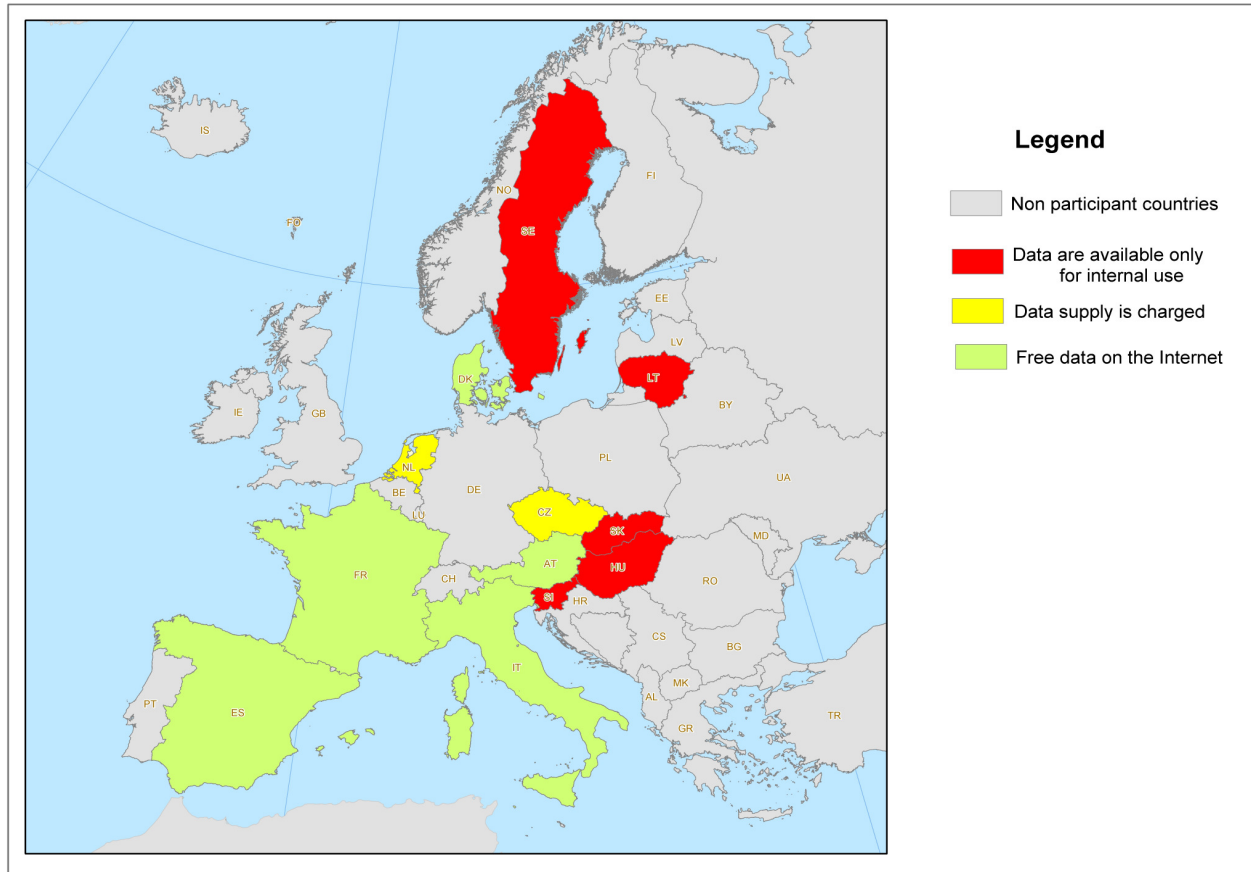 IS
FO
NO
SE
FI
EE
LV
LT
BY
DK
IE
GB
NL
BE
LU
DE
PL
UA
CZ
SK
MD
FR
CH
AT
HU
SI
HR
RO
CS
BG
PT
ES
IT
MK
AL
GR
TR
Legend
Non participant countries
Data are available only
for internal use
Data supply is charged
Free data on the Internet